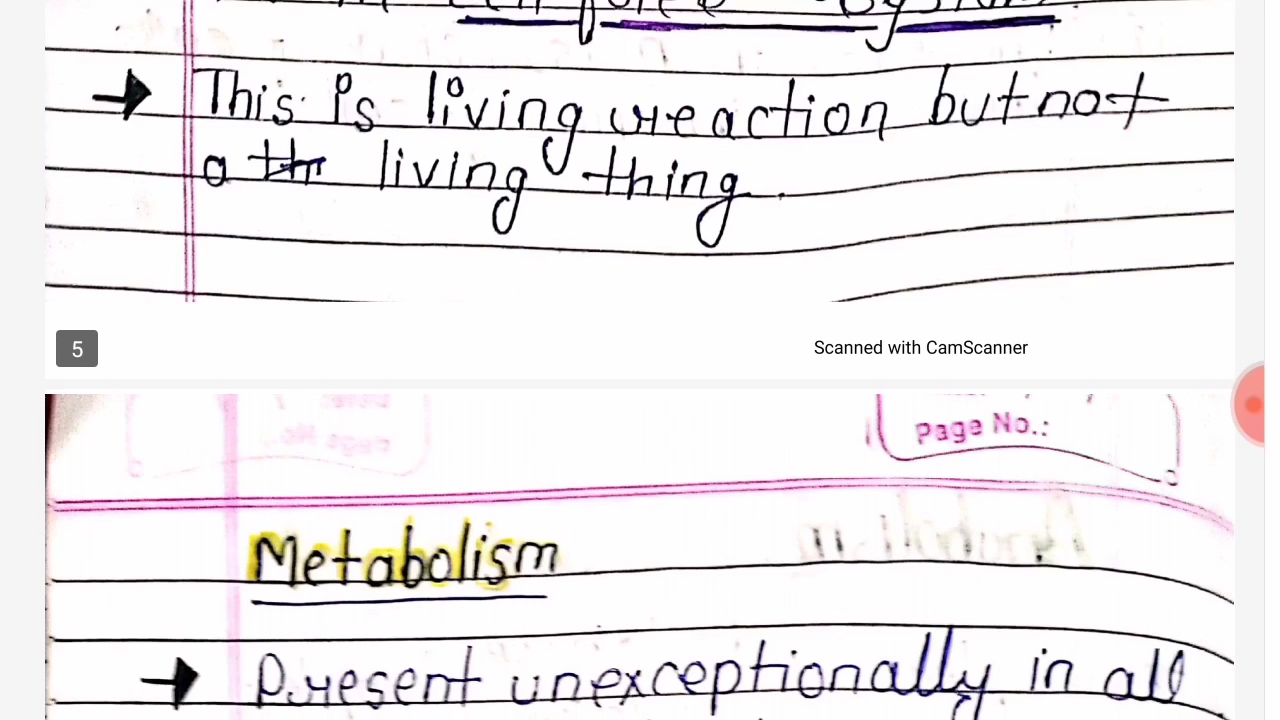 This is living reaction but not
a living thing.
5
Scanned with CamScanner
Page No.:
Metabolism
Present unexceptionally in all